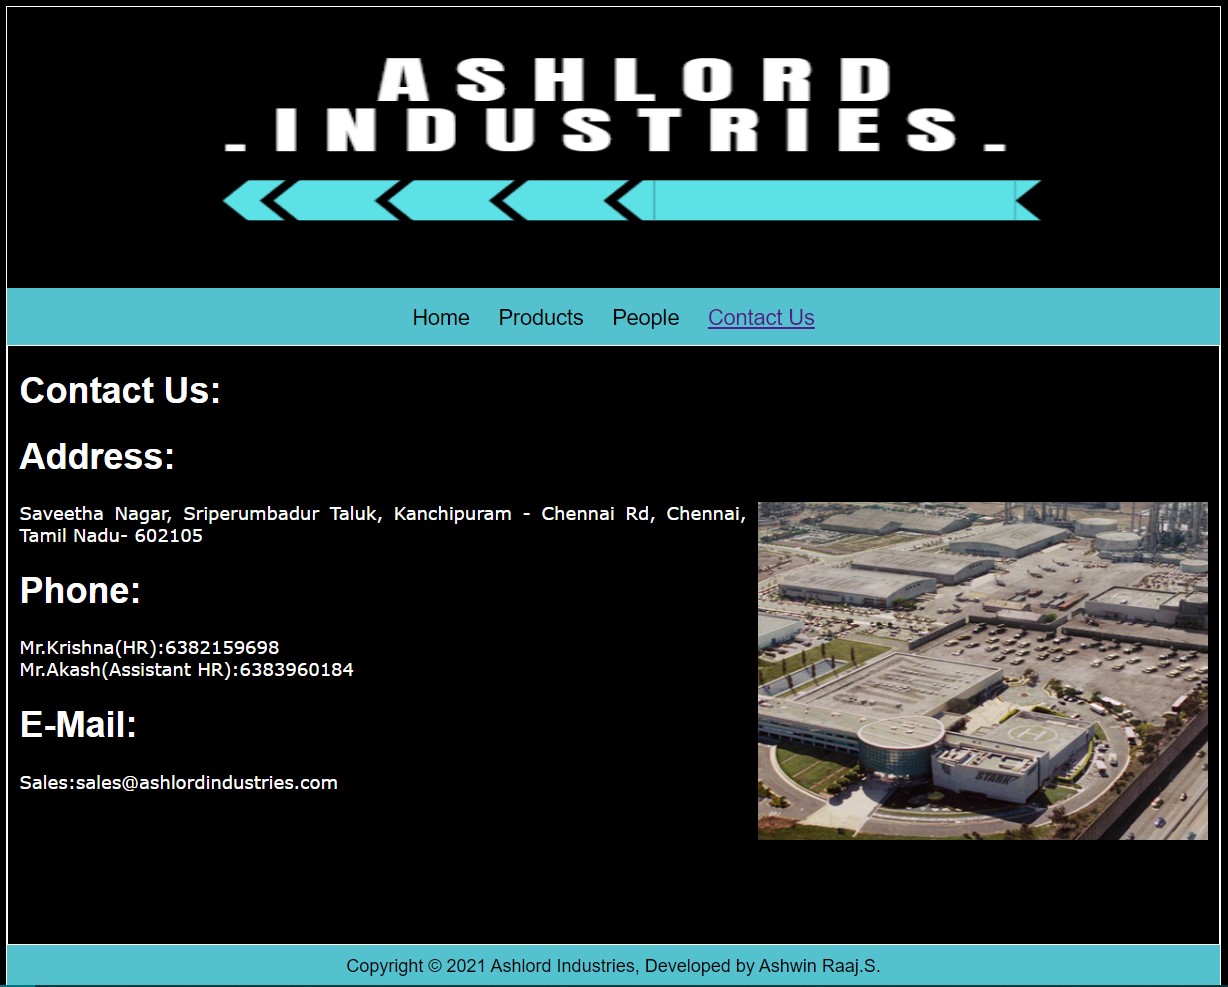 ASHLORD
.INDUSTRIES.
Home Products People Contact Us
Contact Us:
Address:
Saveetha Nagar, Sriperumbadur Taluk, Kanchipuram - Chennai Rd, Chennai,
Tamil Nadu- 602105
Phone:
Mr.Krishna(HR):6382159698
Mr.Akash(Assistant HR):6383960184
E-Mail:
Sales:sales@ashlordindustries.com
STARK
H
Copyright © 2021 Ashlord Industries, Developed by Ashwin Raaj.S.